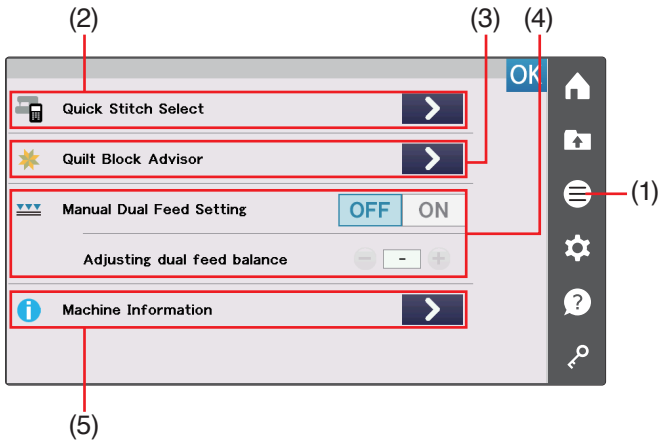 (2) (3) (4)
OK
Quick Stitch Select
Quilt Block Advisor
Manual Dual Feed Setting OFF ON
(1)
Adjusting dual feed balance - - +
Machine Information
(5)